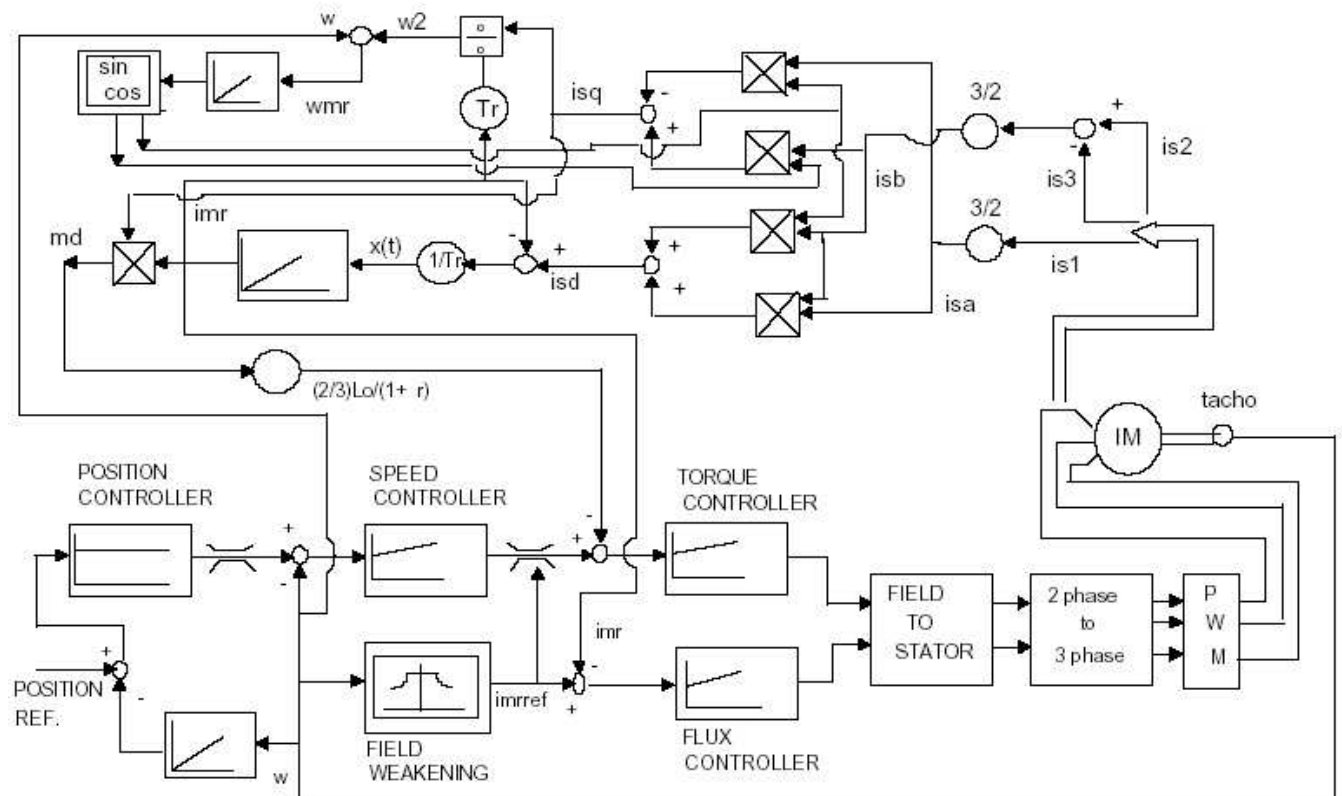 w
w2
sin
cos
wmr
Tr
isq
3/2
+
is2
-
is3
isb
3/2
is1
imr
md
x(t)
1/Tr
isd
isa
(2/3)Lo/(1+ r)
tacho
IM
POSITION
CONTROLLER
SPEED
CONTROLLER
TORQUE
CONTROLLER
FIELD
TO
STATOR
2 phase
to
3 phase
P
W
M
imr
imrref
POSITION
REF.
FIELD
WEAKENING
FLUX
CONTROLLER
w